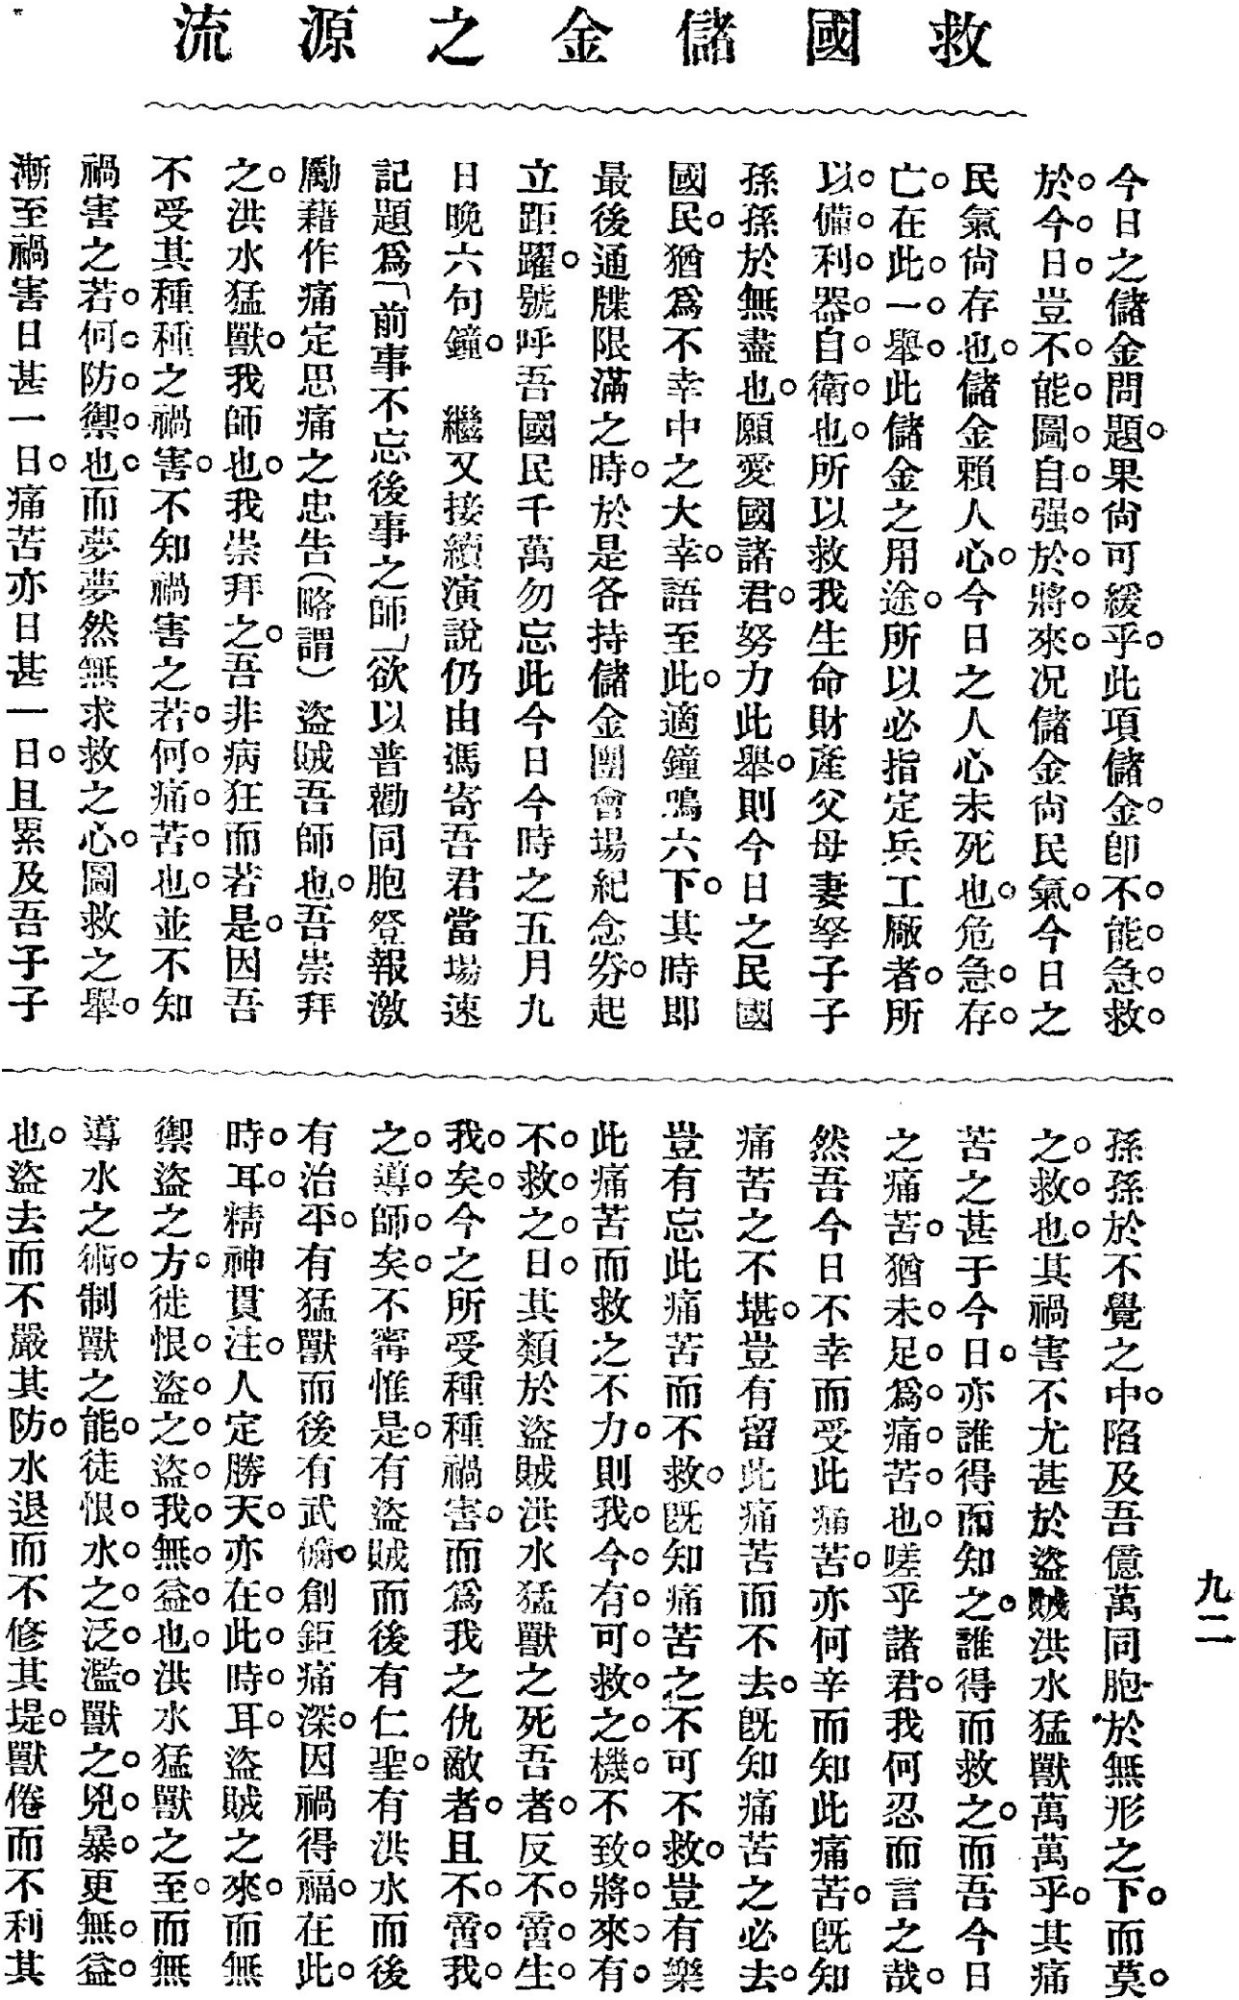 救國儲金之源流
今日之儲金問題。果尙可緩乎。此項儲金。卽不。能。急。救。
於。今。日。豈不。能。圖。自。强。於。將。來。况儲金尙民氣。今日之
民氣尙存也。儲金賴人心。今日之人心未死也。危急。存。
亡。在此。一。舉。此儲金之用途。所以必指定兵工廠者。所
以。備。利。器。自。衛。也。所以救我生命財產父母妻孥子子
孫孫於無盡也。願愛國諸君。努力此舉。則今日之民國
國民。猶爲不幸中之大幸。語至此。適鐘鳴六下。其時即
最後通牒限滿之時。於是各持儲金團會場紀念券。起
立距躍。號呼吾國民千萬勿忘此今日今時之五月九
日晚六句鐘。　繼又接續演說仍由馮寄吾君當場速
記題爲「前事不忘後事之師」欲以普勸同胞登報激
勵藉作痛定思痛之忠告(略謂)盜賊吾師也。吾崇拜
之。洪水猛獸。我師也。我崇拜之。吾非病狂而若是。因吾
不受其種種之禍害。不知禍害之若。何。痛。苦。也。並不知
禍害之若。何。防。禦。也。而夢夢然無求救之心。圖救之舉。
漸至禍害日甚一日。痛苦亦日甚一日。且累及吾子子
孫孫於不覺之中。陷及吾億萬同胞於無形之下。而莫。
之。救。也。其禍害不尤甚於盜賊洪水猛獸萬萬乎。其痛
苦之甚于今日。亦誰得而知之。誰得而救之。而吾今日
之痛苦。猶未。足。爲。痛。苦。也。嗟乎諸君。我何忍而言之哉。
然吾今日不幸而受此痛苦。亦何幸而知此痛苦。旣知
痛苦之不堪。豈有留此痛苦而不去。旣知痛苦之必去。
豈有忘此痛苦而不救。旣知痛苦之不可不救。豈有樂
此痛苦而救之不力。則我。今。有。可。救。之。機。不。致。將。來。有。
不。救。之。日。其類於盜賊洪水猛獸之死吾者。反不。啻。生。
我。矣。今之所受種種禍害。而爲我之仇敵者。且不。啻。我。
之。導。師。矣。不寗惟是。有盜賊而後有仁聖。有洪水而後
有治平。有猛獸而後有武備。創鉅痛深。因禍得福。在此。
時。耳。精神貫注。人定勝天。亦在。此。時。耳。盜賊之來。而無
禦盜之方。徒恨。盜。之。盜。我。無。益。也。洪水猛獸之至。而無
導水之術。制獸之能。徒恨。水。之。泛。濫。獸之。兇。暴。更無。益。
也。盜去而不嚴其防。水退而不修其堤。獸倦而不利其
九二